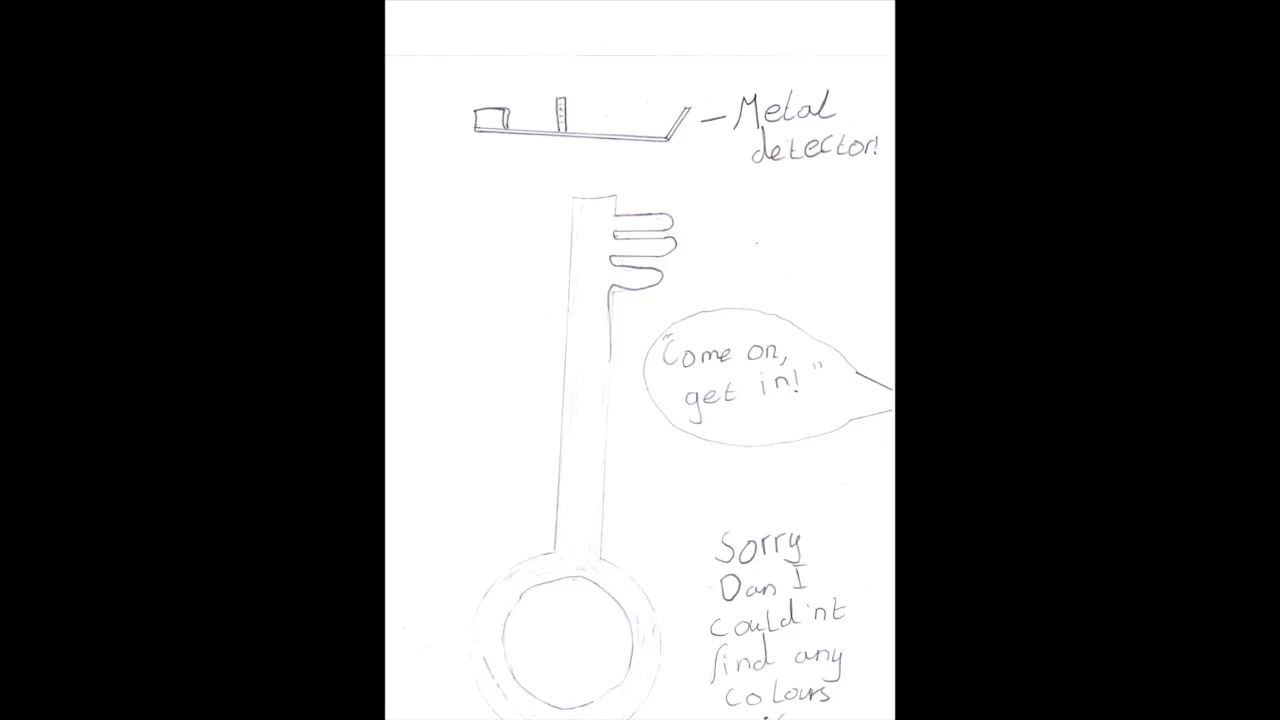 – Metal
detector!
"Come on,
get in!"
Sorry
Dan I
could'nt
find any
colours